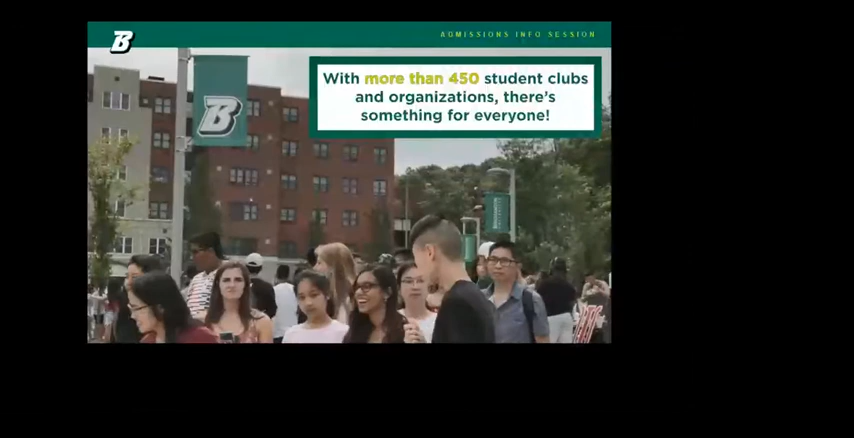 B
ADMISSIONS INFO SESSION
With more than 450 student clubs
and organizations, there's
something for everyone!
B